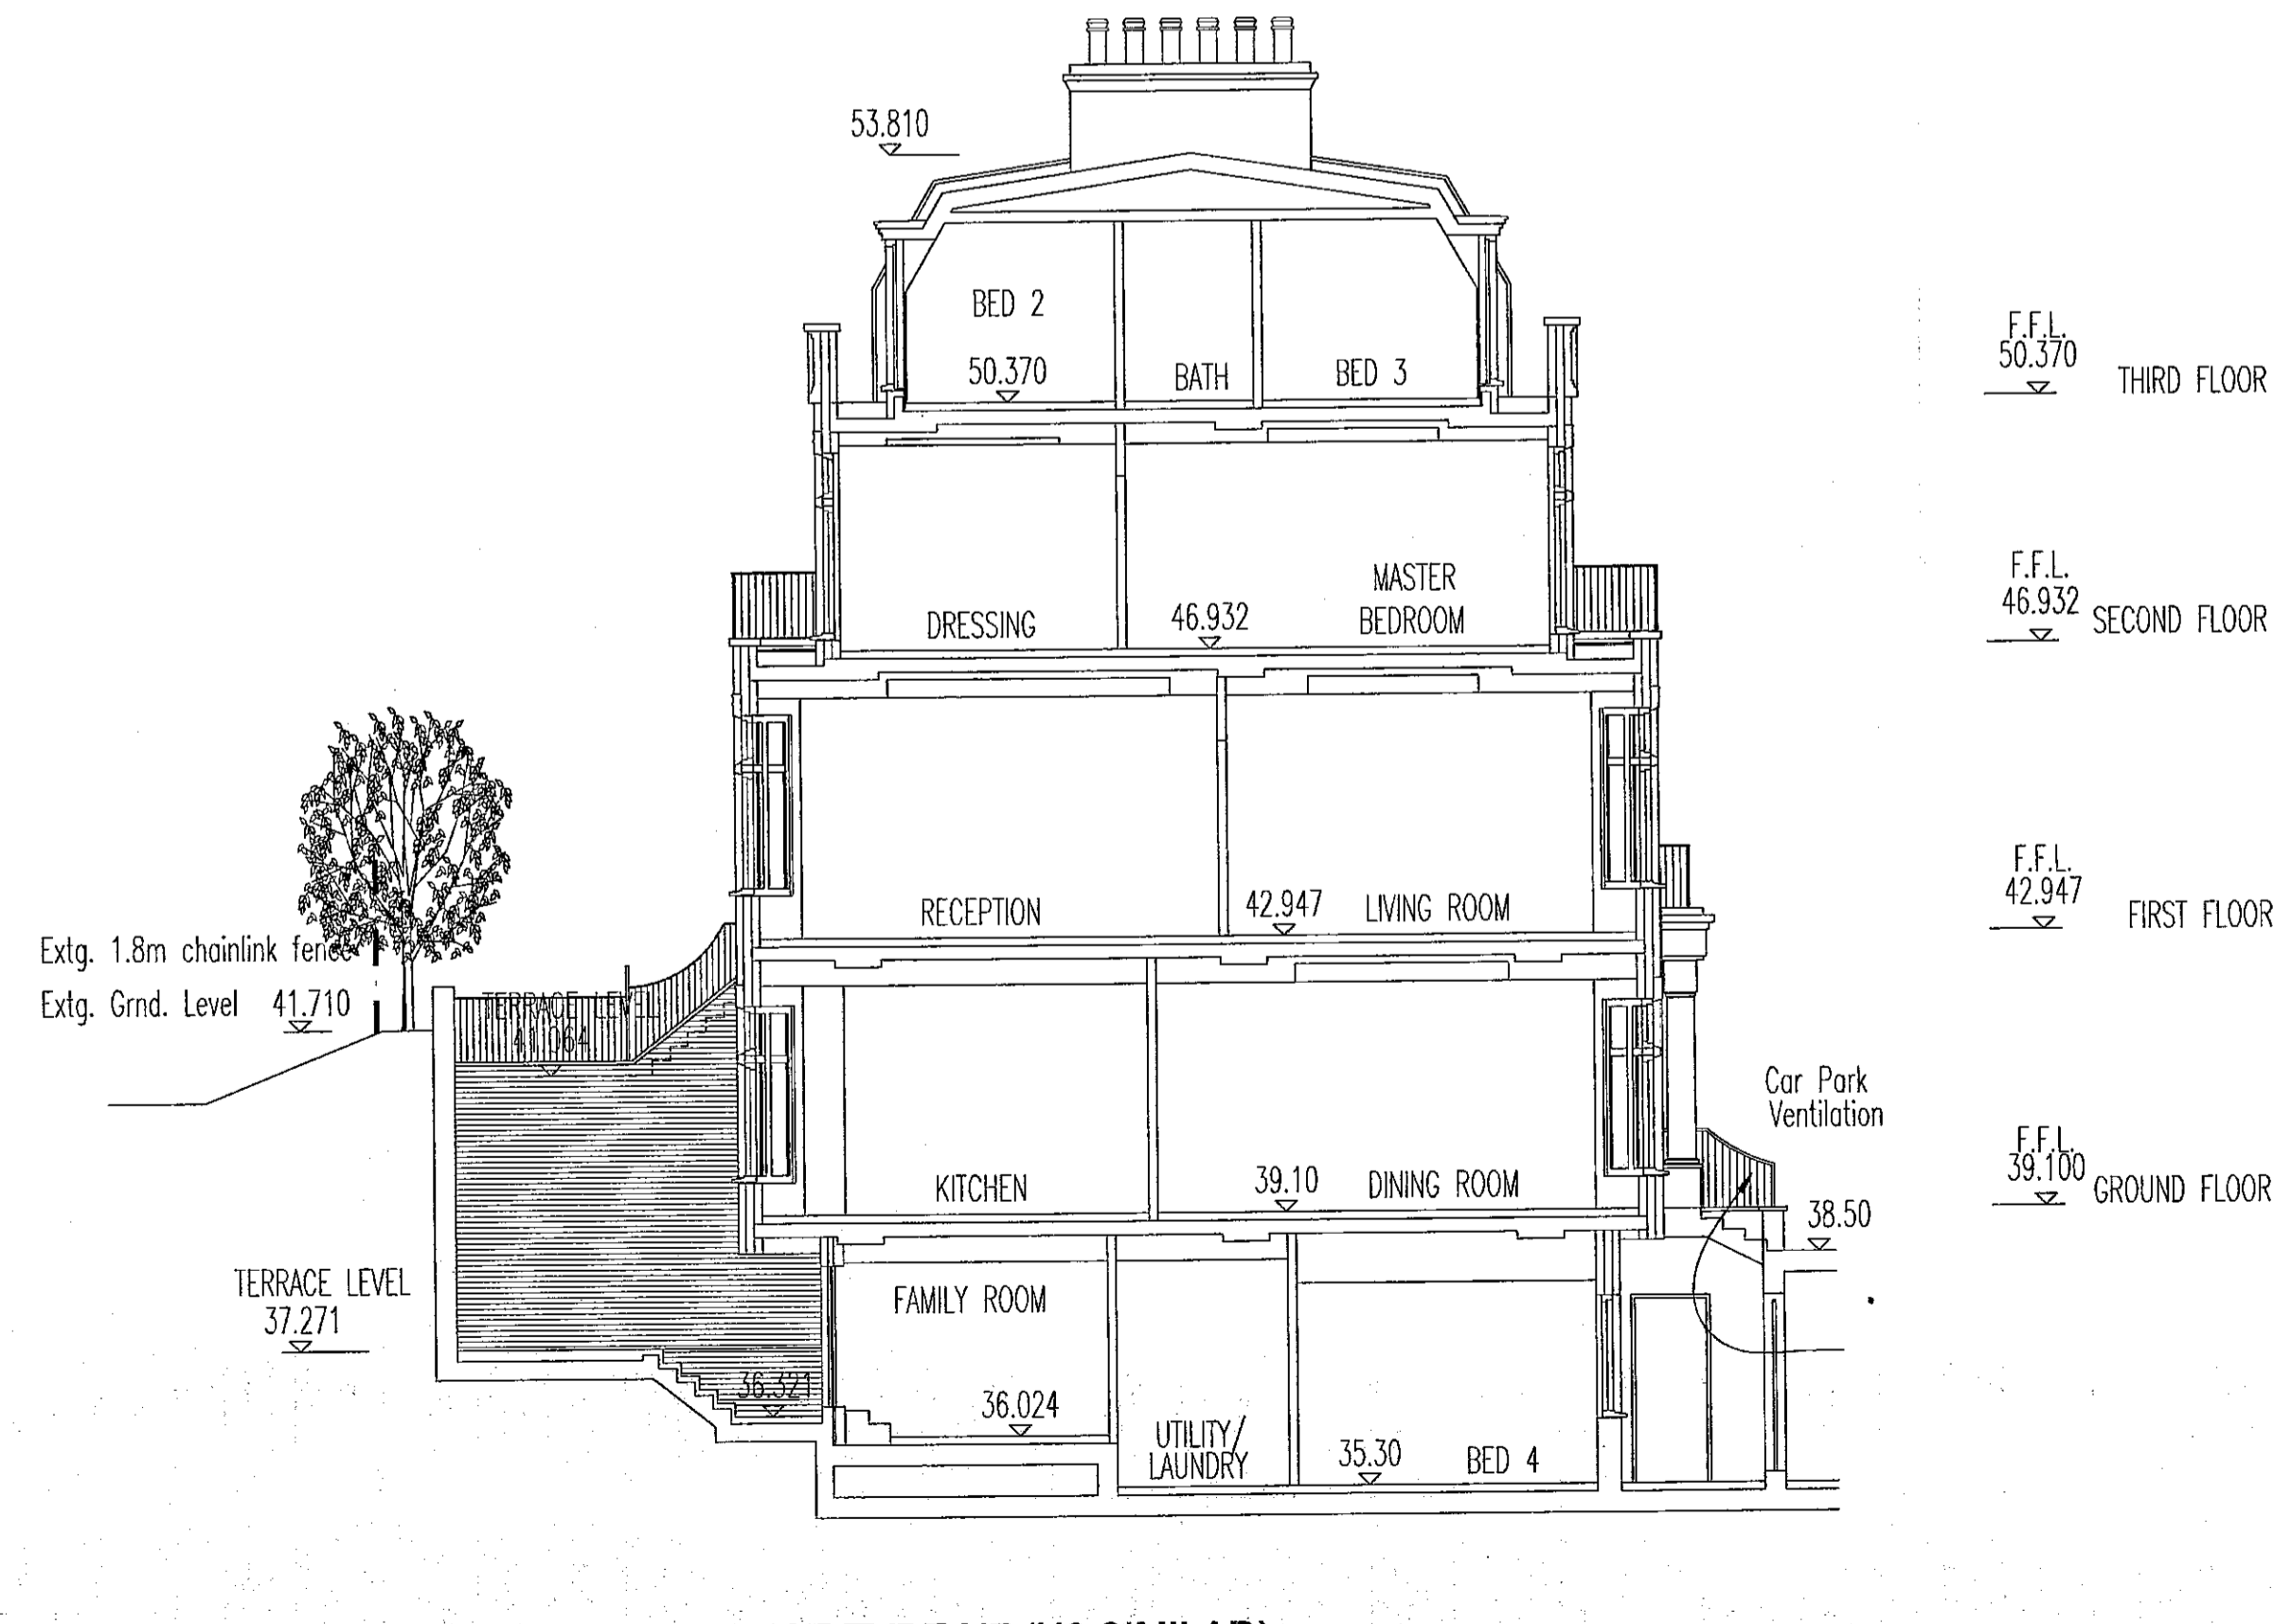 53.810
BED 2
50.370
BATH
BED 3
F.F.L.
50.370
THIRD FLOOR
DRESSING
46.932
MASTER
BEDROOM
F.F.L.
46.932
SECOND FLOOR
RECEPTION
42.947
LIVING ROOM
F.F.L.
42.947
FIRST FLOOR
Extg. 1.8m chainlink fence
Extg. Grnd. Level 41.710
TERRACE LEVEL
41.064
KITCHEN
39.10
DINING ROOM
Car Park
Ventilation
F.F.L.
39.100
GROUND FLOOR
38.50
TERRACE LEVEL
37.271
FAMILY ROOM
36.321
36.024
UTILITY/
LAUNDRY
35.30
BED 4